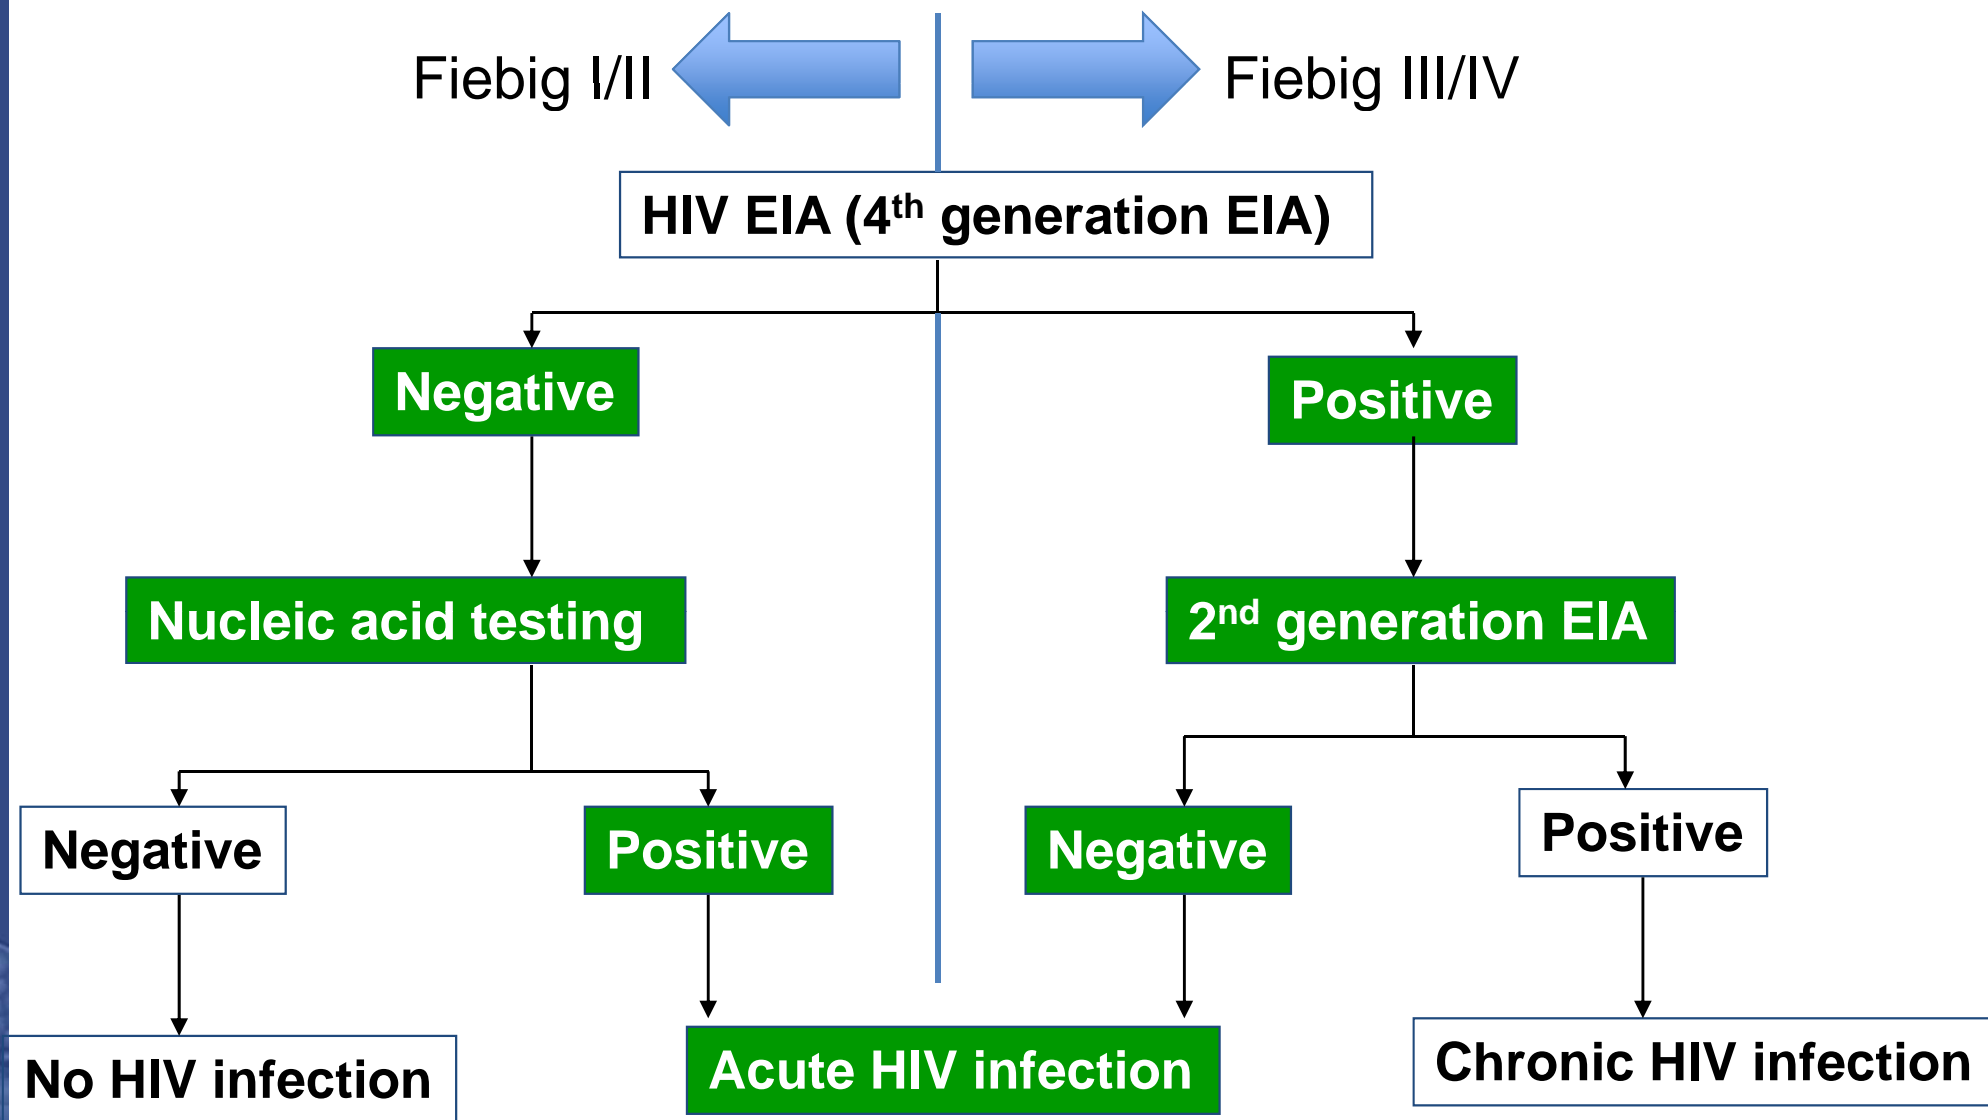 Fiebig I/II
Fiebig III/IV
HIV EIA (4th generation EIA)
Negative
Positive
Nucleic acid testing
2nd generation EIA
Negative
Positive
Negative
Positive
No HIV infection
Acute HIV infection
Chronic HIV infection